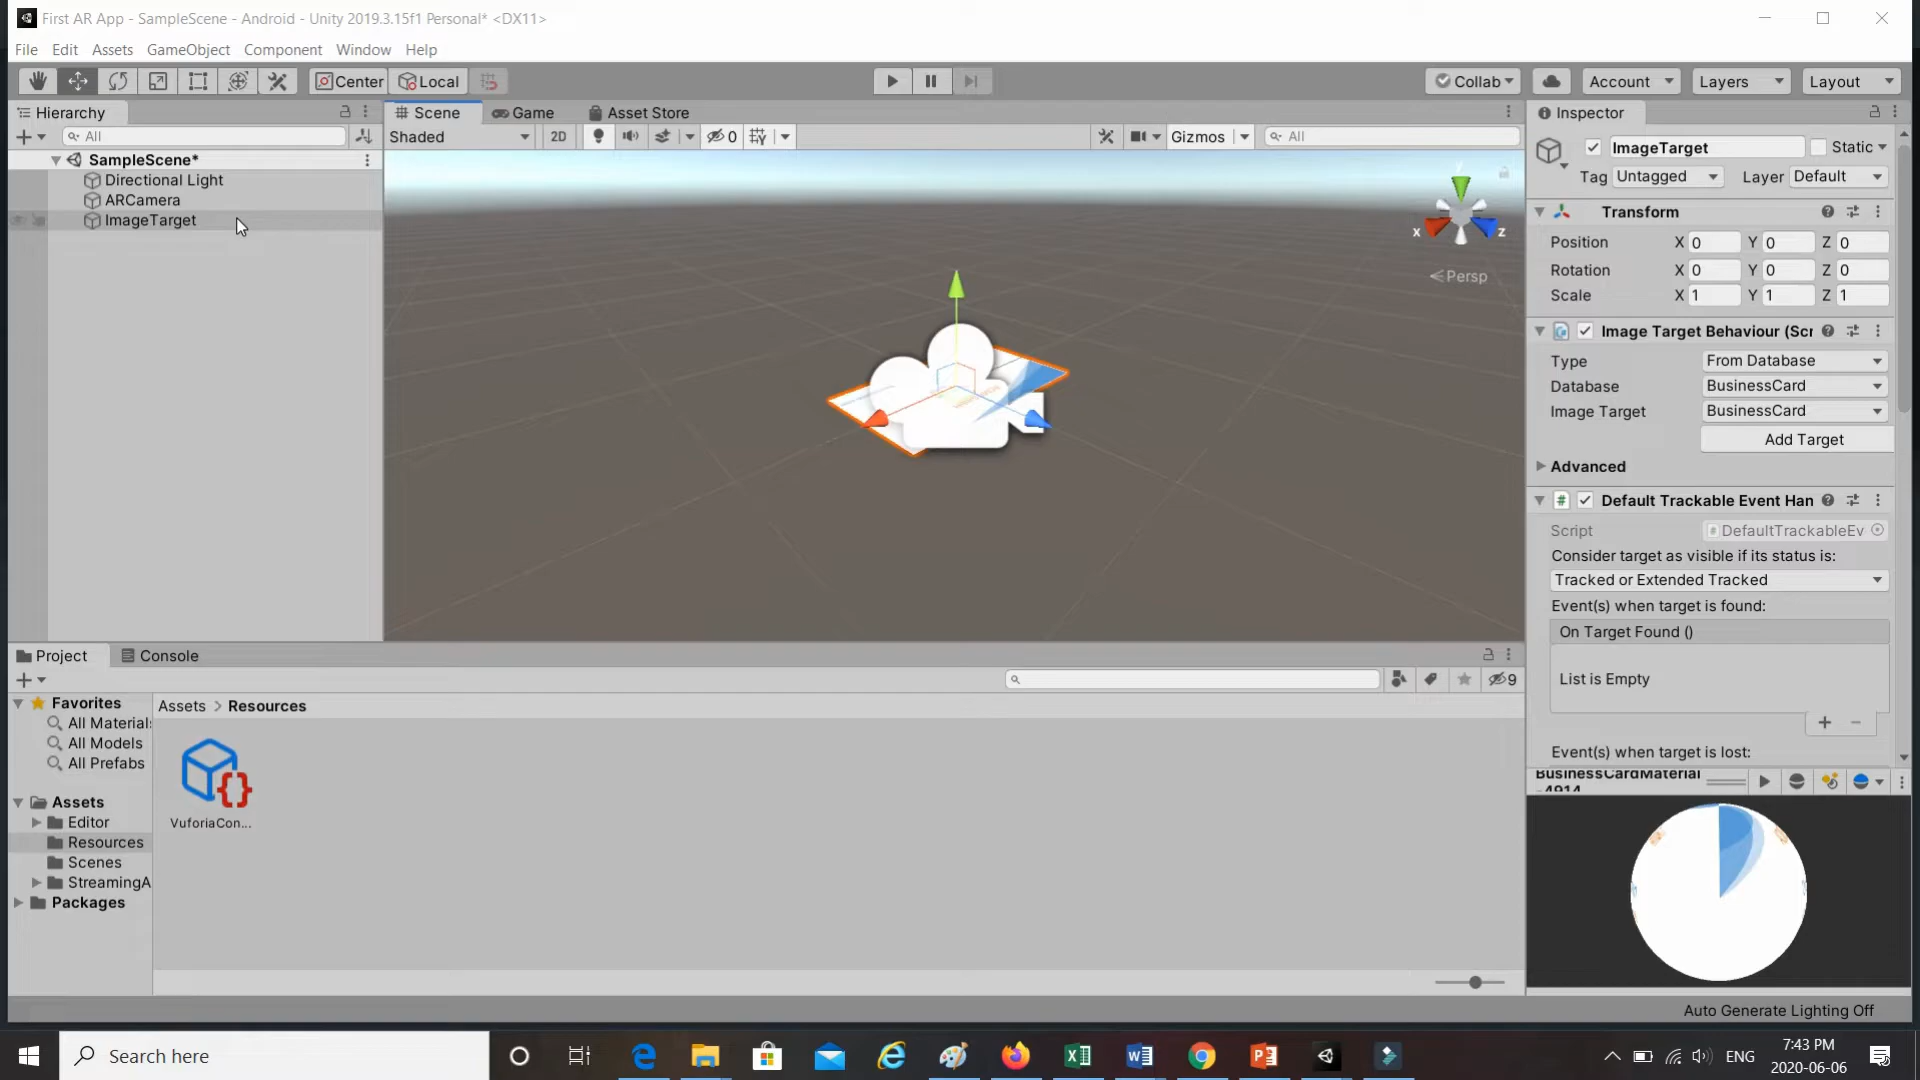 First AR App - SampleScene - Android - Unity 2019.3.15f1 Personal* <DX11>
File Edit Assets GameObject Component Window Help
Center Local Collab Account Layers Layout
Hierarchy
All
SampleScene*
Directional Light
ARCamera
ImageTarget
Scene Game Asset Store
Shaded 2D 0 Gizmos All
x z
Persp
Inspector
ImageTarget Static
Tag Untagged Layer Default
Transform
Position X 0 Y 0 Z 0
Rotation X 0 Y 0 Z 0
Scale X 1 Y 1 Z 1
Image Target Behaviour (Scr
Type From Database
Database BusinessCard
Image Target BusinessCard
Add Target
Advanced
# Default Trackable Event Han
Script DefaultTrackableEv
Consider target as visible if its status is:
Tracked or Extended Tracked
Event(s) when target is found:
On Target Found ()
List is Empty
Event(s) when target is lost:
BusinessCardMaterial
-4914
Project Console
9
Favorites
All Materials
All Models
All Prefabs
Assets
Editor
Resources
Scenes
StreamingA
Packages
Assets > Resources
VuforiaCon...
Auto Generate Lighting Off
Search here
ENG
7:43 PM
2020-06-06